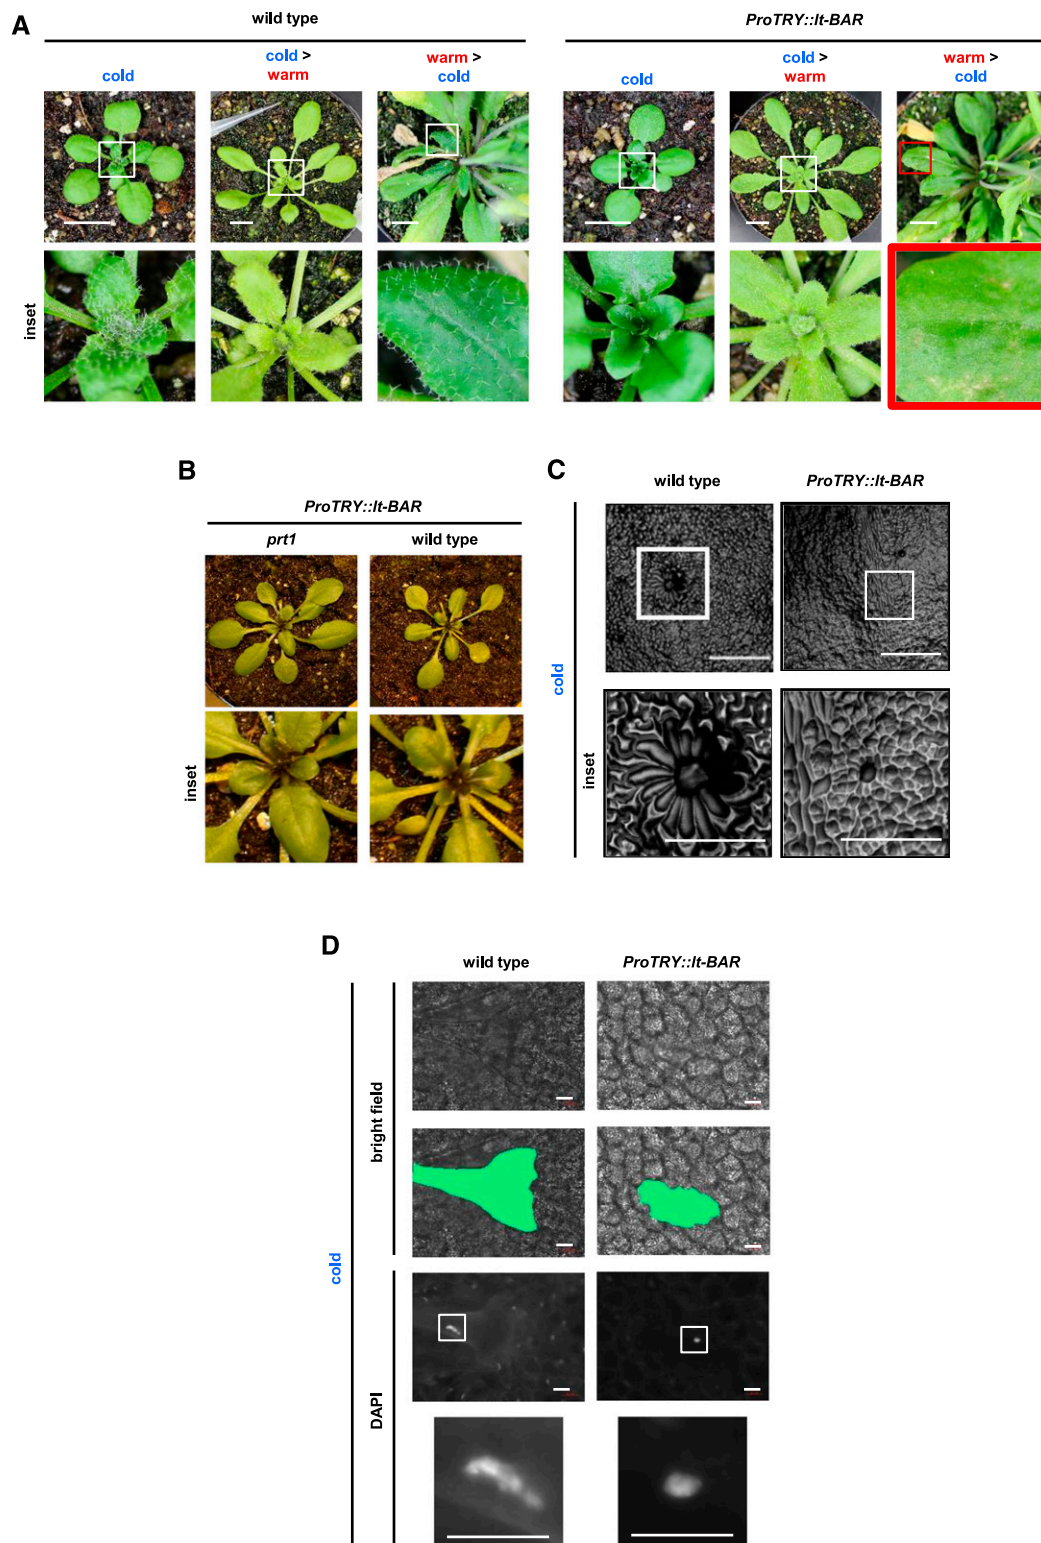 A
wild type
ProTRY::lt-BAR
cold
cold >
warm
warm >
cold
cold
cold >
warm
warm >
cold
inset
B
ProTRY::lt-BAR
prt1
wild type
inset
C
wild type
ProTRY::lt-BAR
cold
inset
D
wild type
ProTRY::lt-BAR
cold
bright field
DAPI